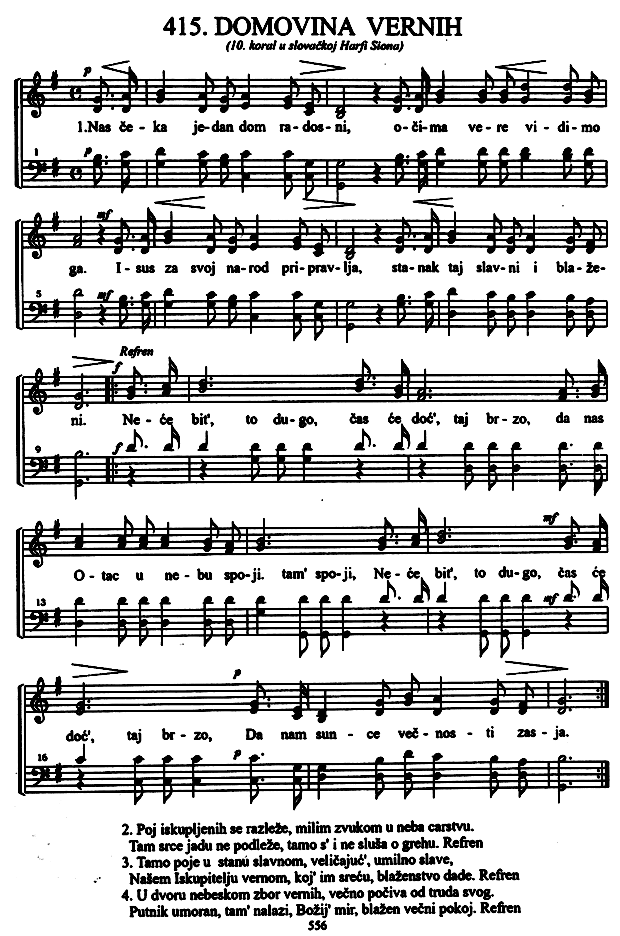 415. DOMOVINA VERNIH
(10. koral u slovačkoj Harfi Siona)
p
1.Nas če - ka je-dan dom ra-dos-ni, o-či-ma ve-re vi-di-mo
1
mf
ga. I-sus za svoj na-rod pri-prav-lja, sta-nak taj slav-ni i bla-že-
5 mf
Refren
f
ni. Ne-će bit', to du-go, čas će doć', taj br-zo, da nas
9 f
mf
O-tac u ne-bu spo-ji. tam' spo-ji, Ne-će bit', to du-go, čas će
13 mf
p
doć', taj br-zo, Da nam sun-ce več-nos-ti zas-ja.
16 p
2. Poj iskupljenih se razleže, milim zvukom u neba carstvu.
Tam srce jadu ne podleže, tamo s' i ne sluša o grehu. Refren
3. Tamo poje u stanú slavnom, veličajuć', umilno slave,
Našem Iskupitelju vernom, koj' im sreću, blaženstvo dade. Refren
4. U dvoru nebeskom zbor vernih, večno počiva od truda svog.
Putnik umoran, tam' nalazi, Božij' mir, blažen večni pokoj. Refren
556